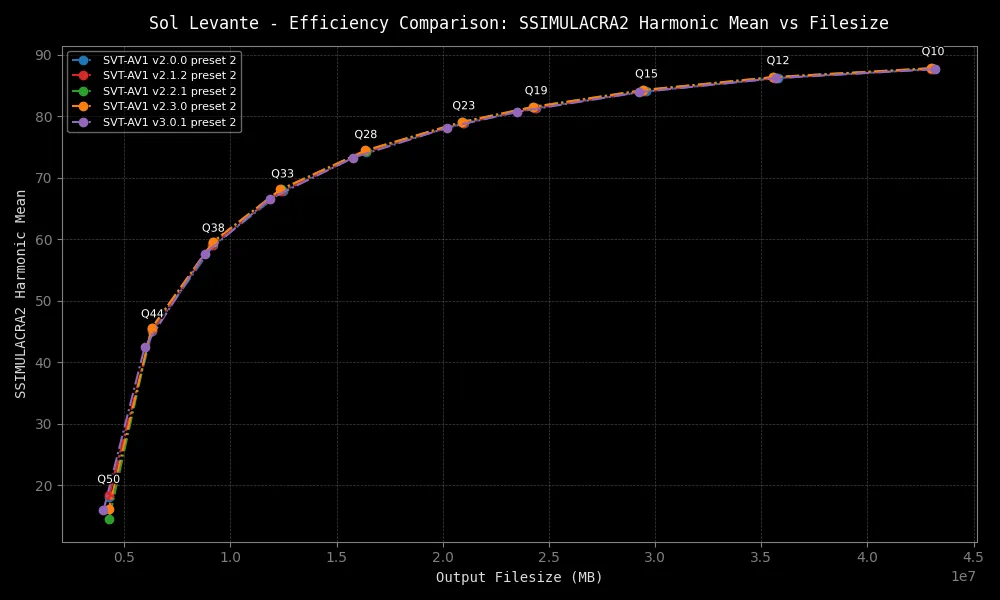 Sol Levante - Efficiency Comparison: SSIMULACRA2 Harmonic Mean vs Filesize
SVT-AV1 v2.0.0 preset 2
SVT-AV1 v2.1.2 preset 2
SVT-AV1 v2.2.1 preset 2
SVT-AV1 v2.3.0 preset 2
SVT-AV1 v3.0.1 preset 2
Q10
Q12
Q15
Q19
Q23
Q28
Q33
Q38
Q44
Q50
SSIMULACRA2 Harmonic Mean
90
80
70
60
50
40
30
20
0.5 1.0 1.5 2.0 2.5 3.0 3.5 4.0 4.5
1e7
Output Filesize (MB)